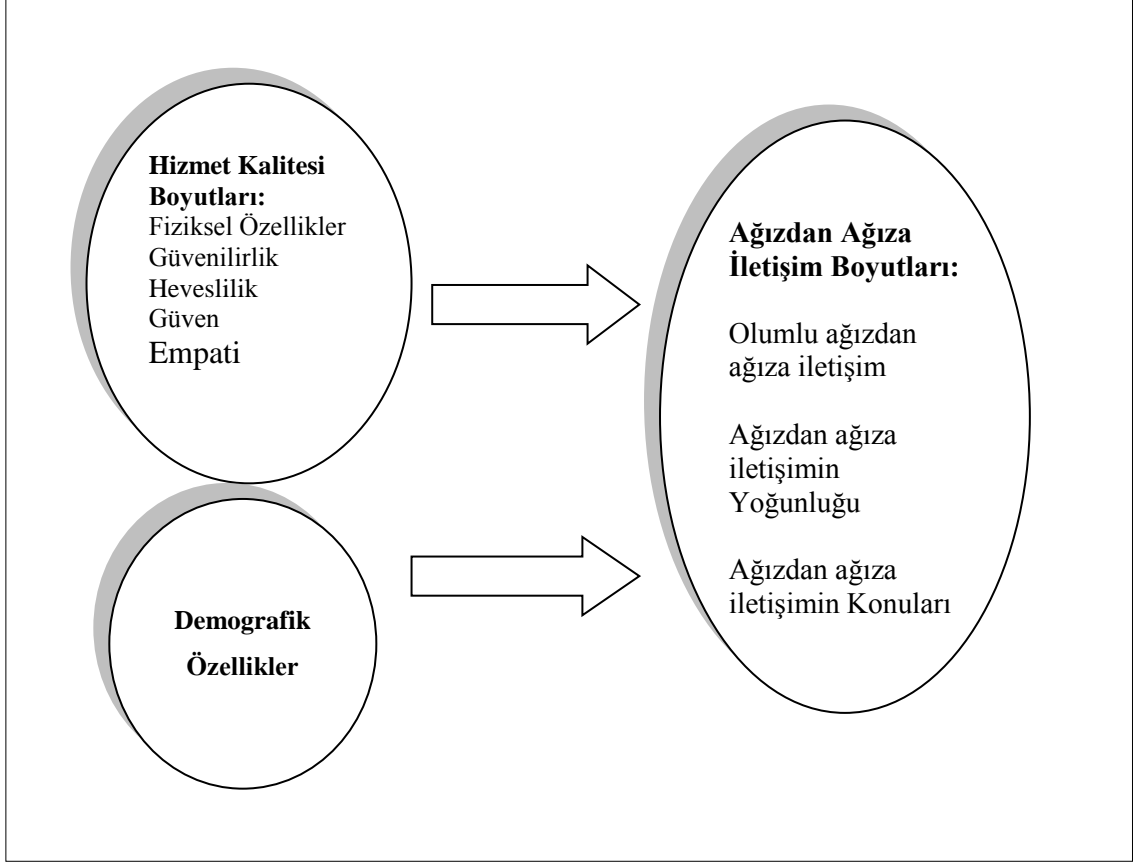 Hizmet Kalitesi
Boyutları:
Fiziksel Özellikler
Güvenilirlik
Heveslilik
Güven
Empati
Demografik
Özellikler
Ağızdan Ağıza
İletişim Boyutları:
Olumlu ağızdan
ağıza iletişim
Ağızdan ağıza
iletişimin
Yoğunluğu
Ağızdan ağıza
iletişimin Konuları